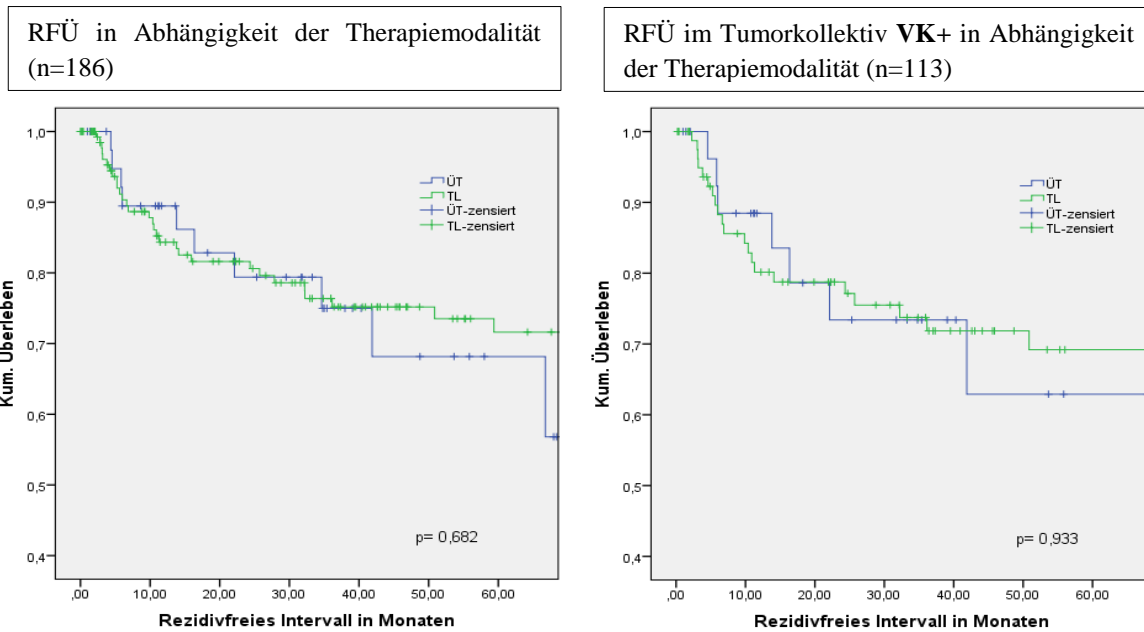 RFÜ in Abhängigkeit der Therapiemodalität
(n=186)
RFÜ im Tumorkollektiv VK+ in Abhängigkeit
der Therapiemodalität (n=113)
1,0
0,9
0,8
0,7
0,6
0,5
0,4
Kum. Überleben
ÜT
TL
ÜT-zensiert
TL-zensiert
p= 0,682
,00 10,00 20,00 30,00 40,00 50,00 60,00
Rezidivfreies Intervall in Monaten
1,0
0,9
0,8
0,7
0,6
0,5
0,4
Kum. Überleben
ÜT
TL
ÜT-zensiert
TL-zensiert
p= 0,933
,00 10,00 20,00 30,00 40,00 50,00 60,00
Rezidivfreies Intervall in Monaten